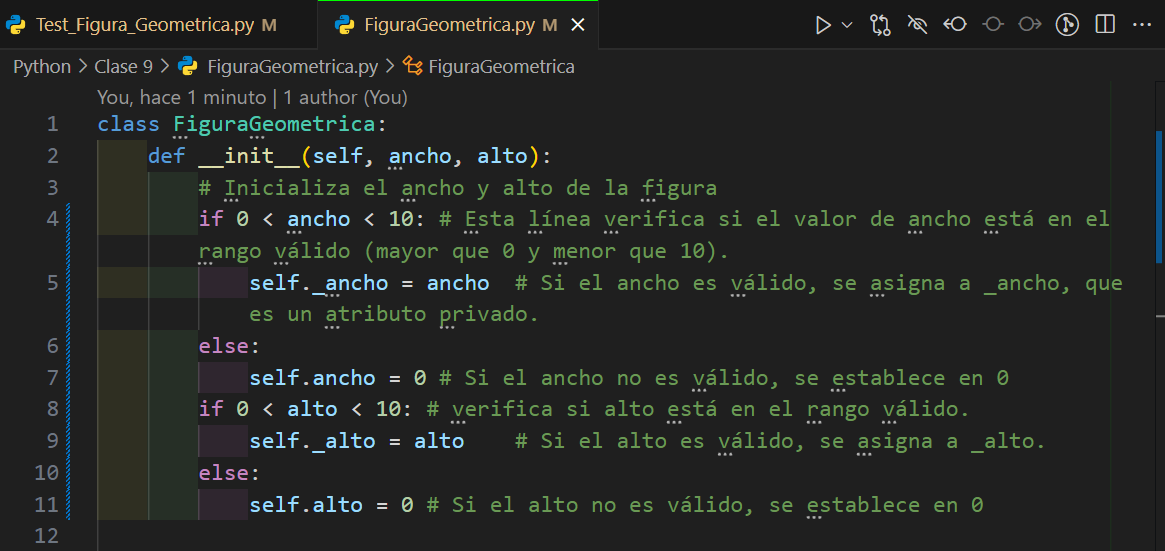 Test_Figura_Geometrica.py M FiguraGeometrica.py M
Python > Clase 9 > FiguraGeometrica.py > FiguraGeometrica
You, hace 1 minuto | 1 author (You)
1 class FiguraGeometrica:
2 def __init__(self, ancho, alto):
3 # Inicializa el ancho y alto de la figura
4 if 0 < ancho < 10: # Esta línea verifica si el valor de ancho está en el
rango válido (mayor que 0 y menor que 10).
5 self._ancho = ancho # Si el ancho es válido, se asigna a _ancho, que
es un atributo privado.
6 else:
7 self.ancho = 0 # Si el ancho no es válido, se establece en 0
8 if 0 < alto < 10: # verifica si alto está en el rango válido.
9 self._alto = alto # Si el alto es válido, se asigna a _alto.
10 else:
11 self.alto = 0 # Si el alto no es válido, se establece en 0
12